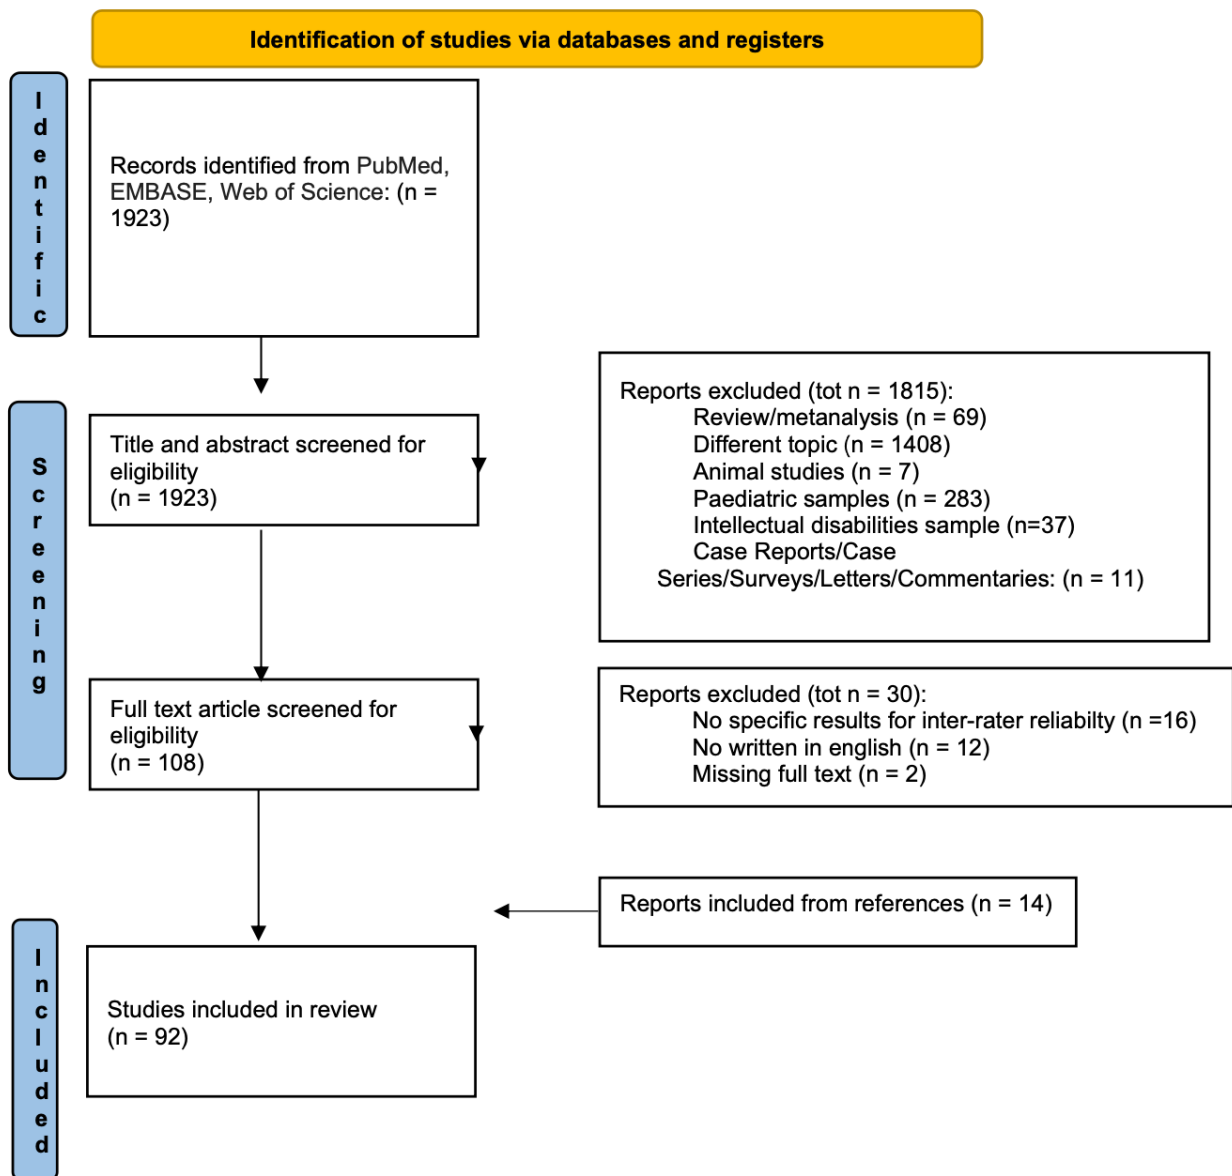 Identification of studies via databases and registers
Identific
Records identified from PubMed,
EMBASE, Web of Science: (n =
1923)
Screening
Title and abstract screened for
eligibility
(n = 1923)
Reports excluded (tot n = 1815):
Review/metanalysis (n = 69)
Different topic (n = 1408)
Animal studies (n = 7)
Paediatric samples (n = 283)
Intellectual disabilities sample (n=37)
Case Reports/Case
Series/Surveys/Letters/Commentaries: (n = 11)
Full text article screened for
eligibility
(n = 108)
Reports excluded (tot n = 30):
No specific results for inter-rater reliabilty (n =16)
No written in english (n = 12)
Missing full text (n = 2)
Reports included from references (n = 14)
Included
Studies included in review
(n = 92)